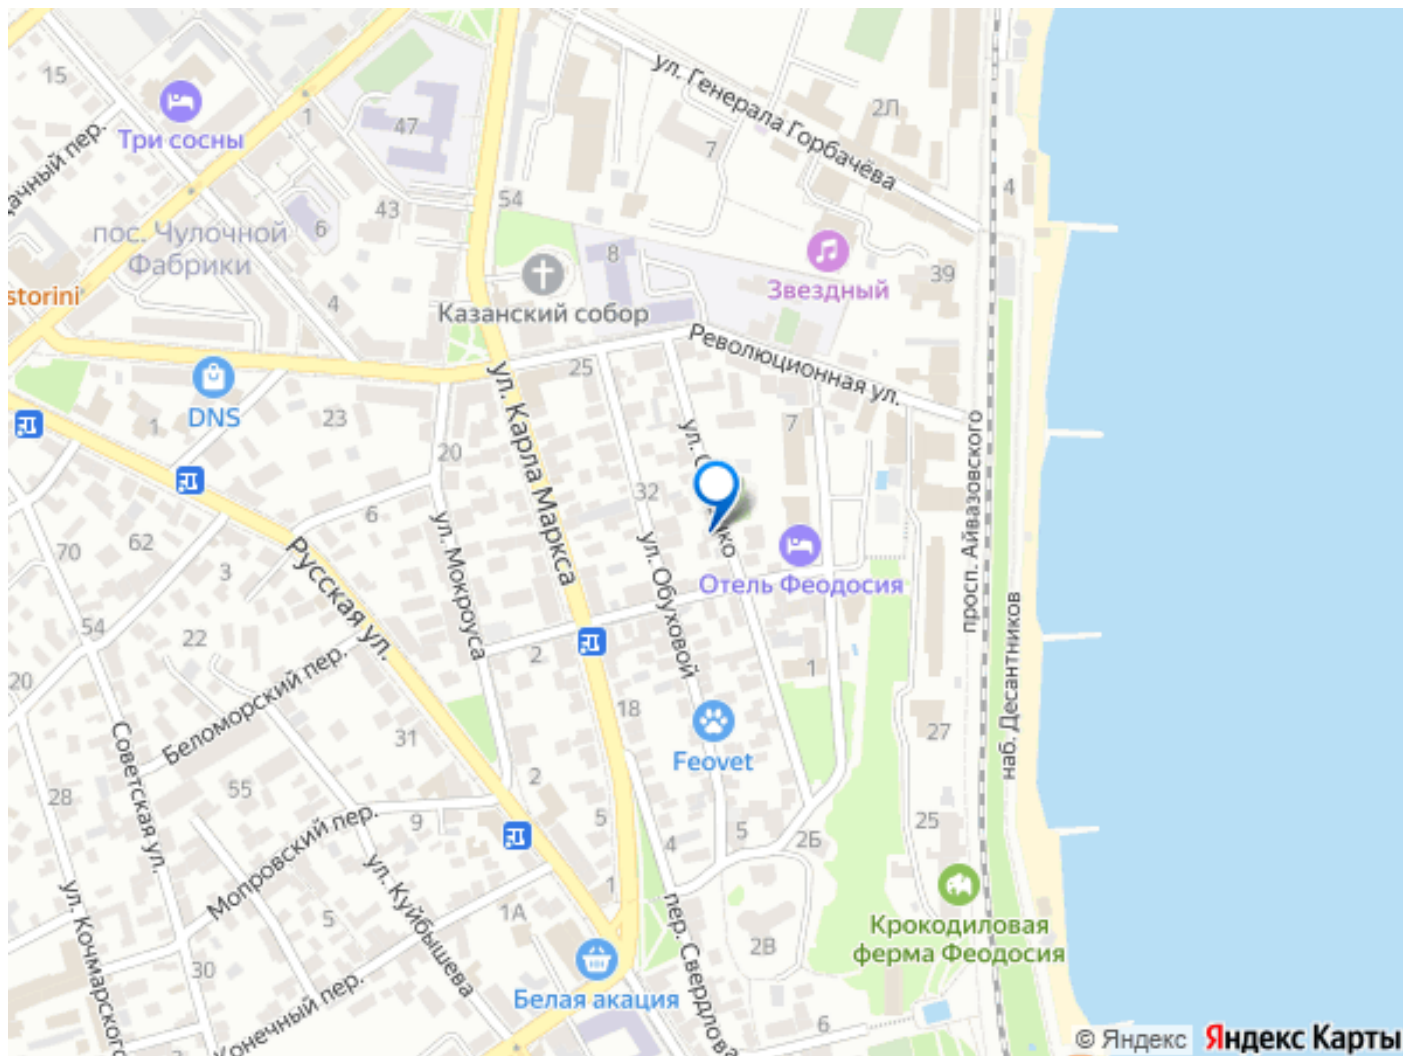 15
Три сосны
1
47
ул. Генерала Горбачёва
2Л
7
4
54
43
6
пос. Чулочной
Фабрики
8
39
Звездный
storini
4
Казанский собор
Революционная ул.
25
DNS
ул. Карла Маркса
1
23
20
7
32
просп. Айвазовского
6
62
70
3
ул. Мокроуса
ул. Обуховой
Русская ул.
Отель Феодосия
54
22
2
1
20
Беломорский пер.
наб. Десантников
18
31
27
Feovet
Советская ул.
28
55
2
5
9
5
4
2Б
25
Мопровский пер.
ул. Куйбышева
ул. Кочмарского
1
1А
5
пер. Свердлова
2В
Крокодиловая
ферма Феодосия
30
Белая акация
Конечный пер.
6
© Яндекс Яндекс Карты